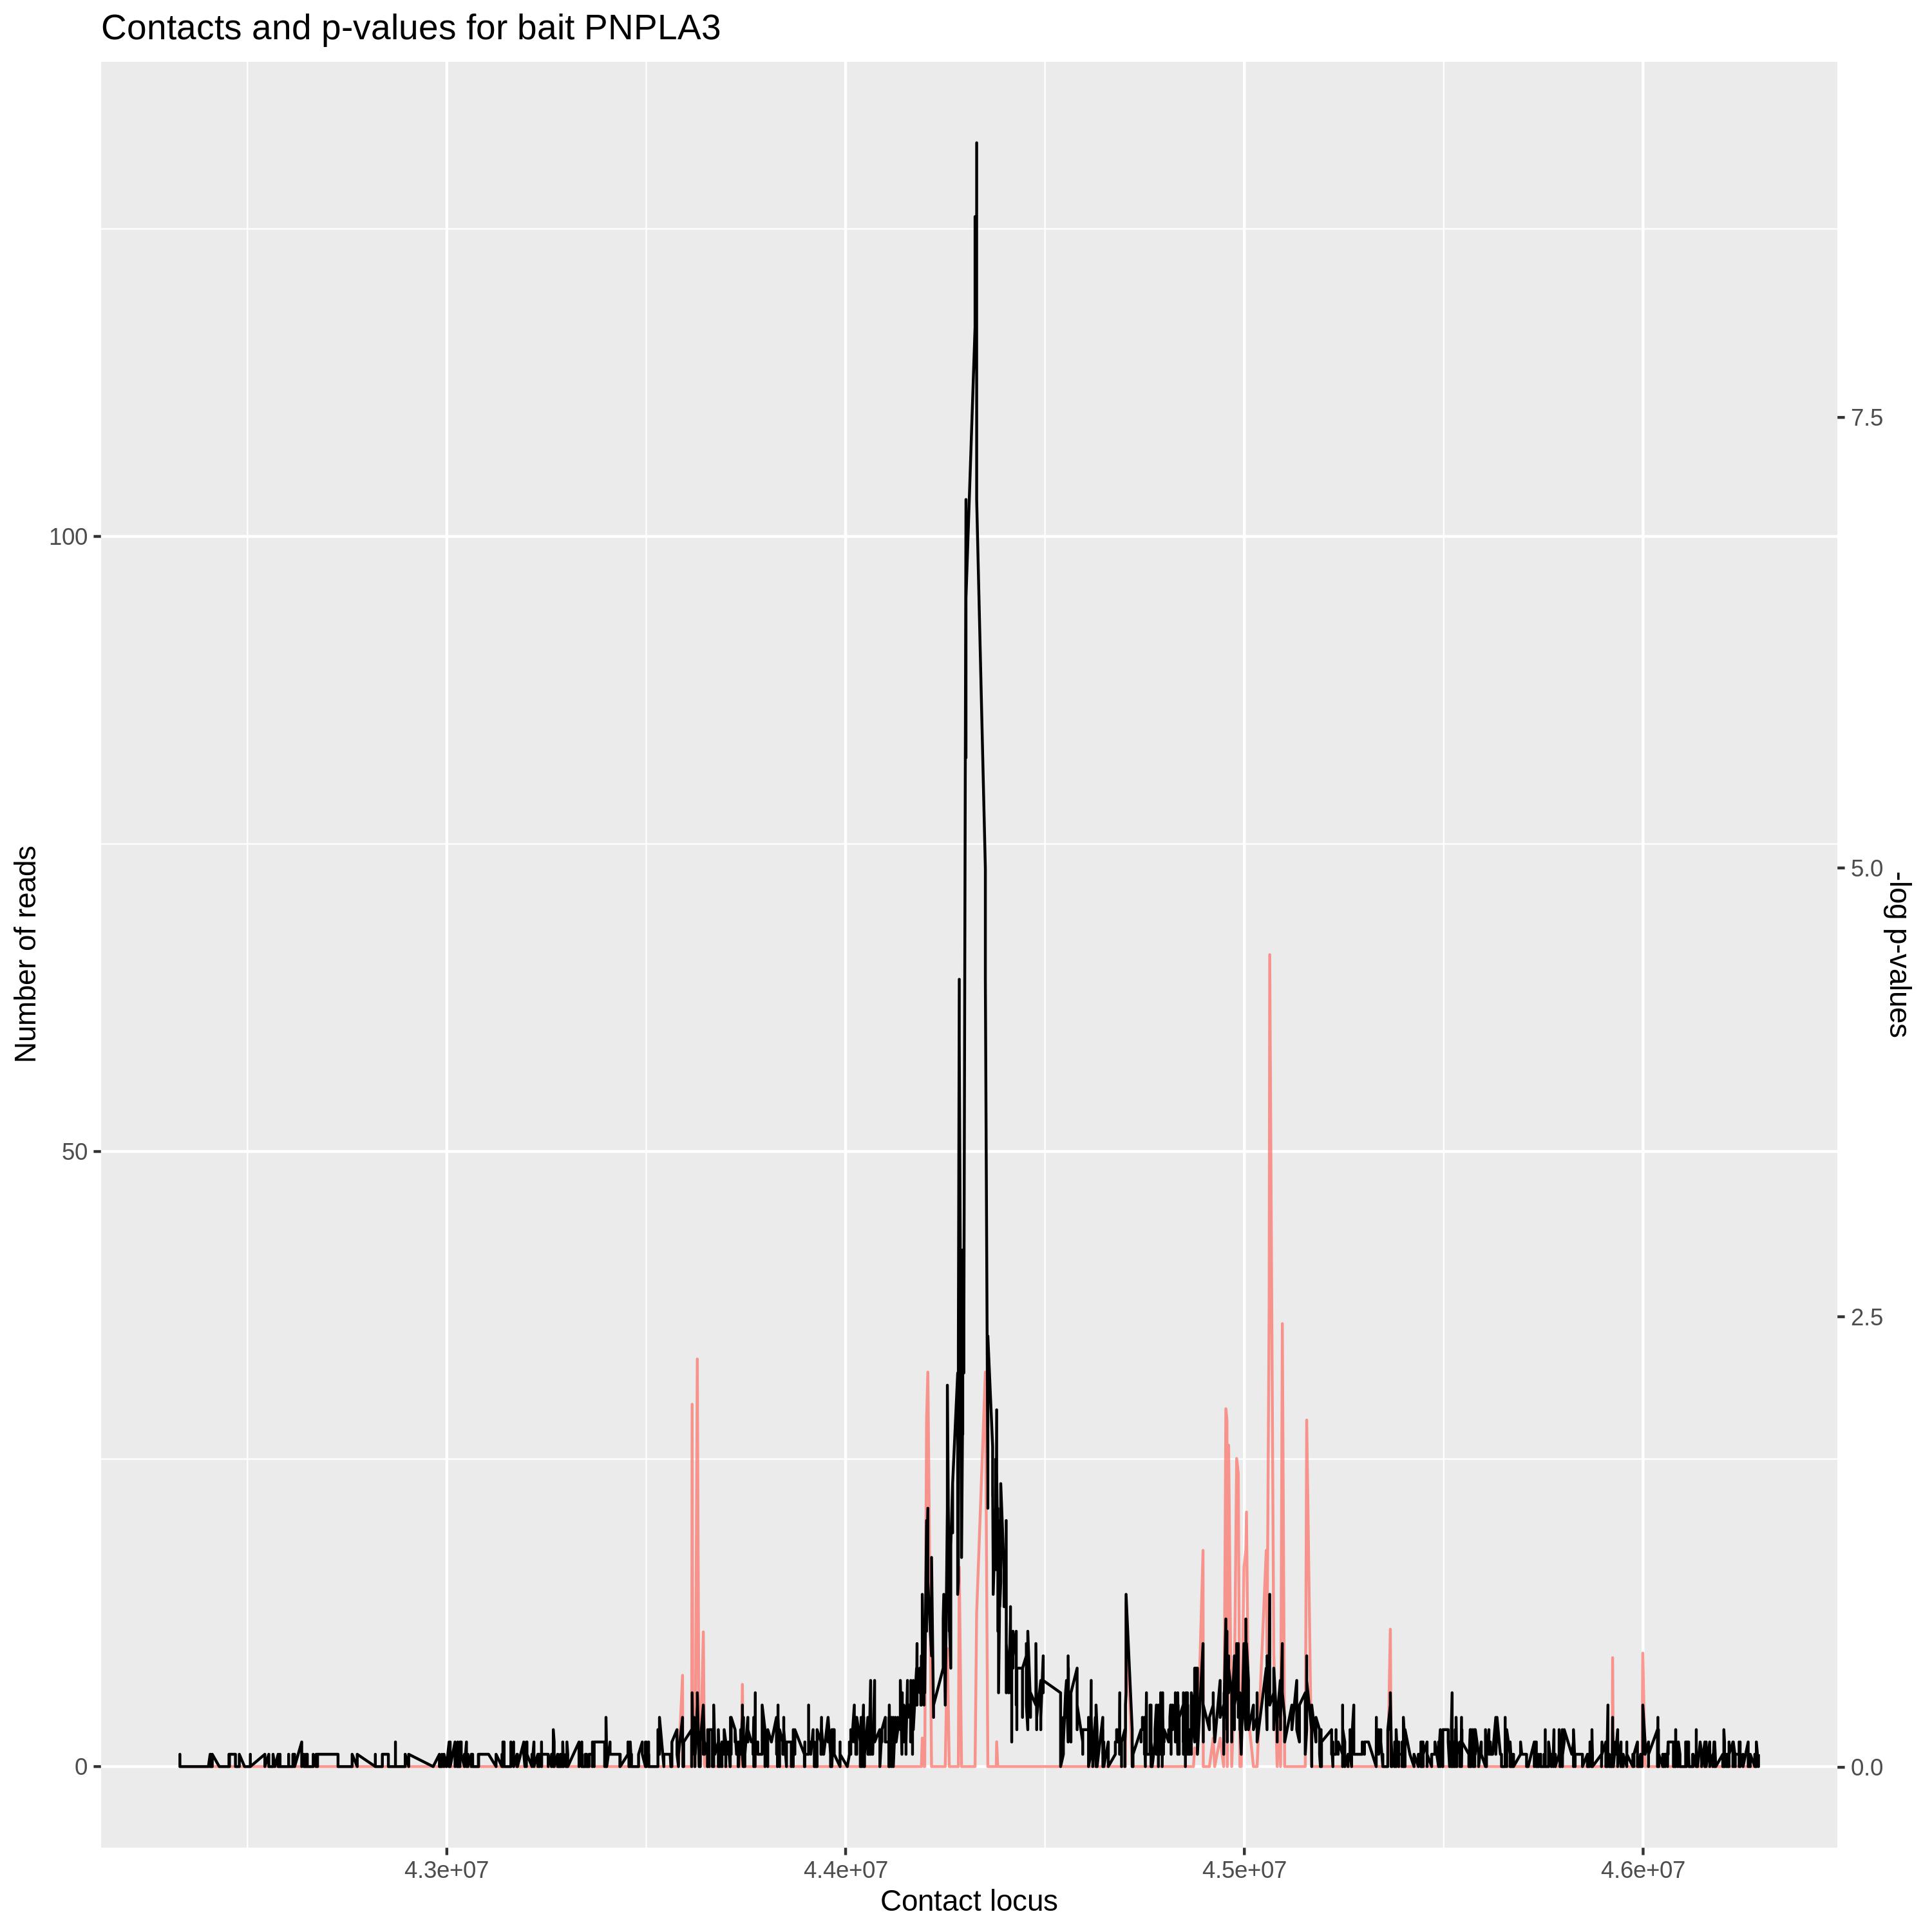 Contacts and p-values for bait PNPLA3
100
50
0
Number of reads
7.5
5.0
2.5
0.0
-log p-values
4.3e+07 4.4e+07 4.5e+07 4.6e+07
Contact locus